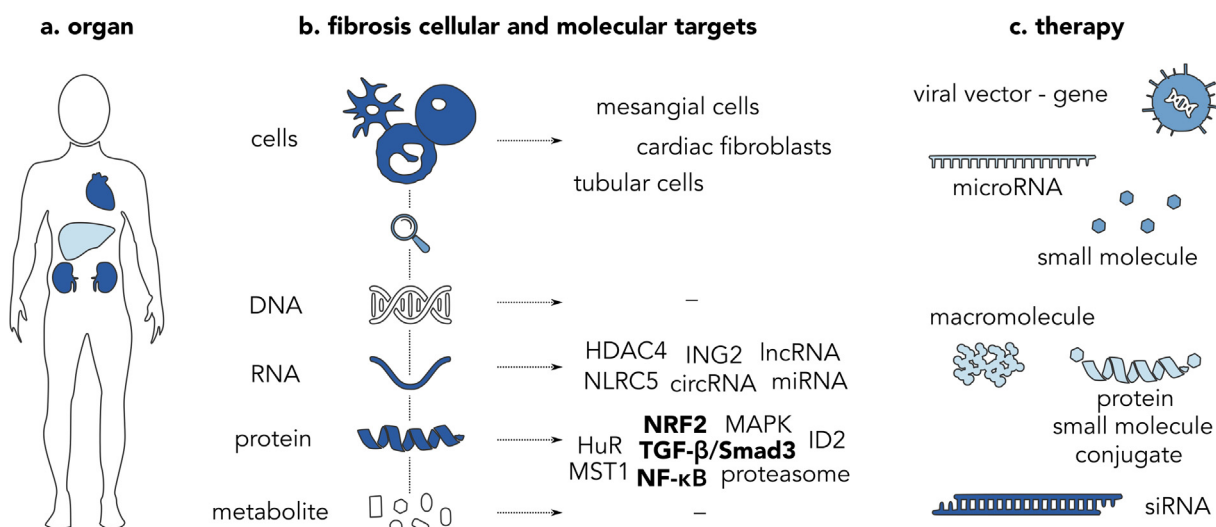 a. organ
b. fibrosis cellular and molecular targets
cells
mesangial cells
cardiac fibroblasts
tubular cells
DNA
–
RNA
HDAC4 ING2 lncRNA
NLRC5 circRNA miRNA
protein
NRF2 MAPK
HuR TGF-β/Smad3 ID2
MST1 NF-κB proteasome
metabolite
–
c. therapy
viral vector - gene
microRNA
small molecule
macromolecule
protein
small molecule
conjugate
siRNA